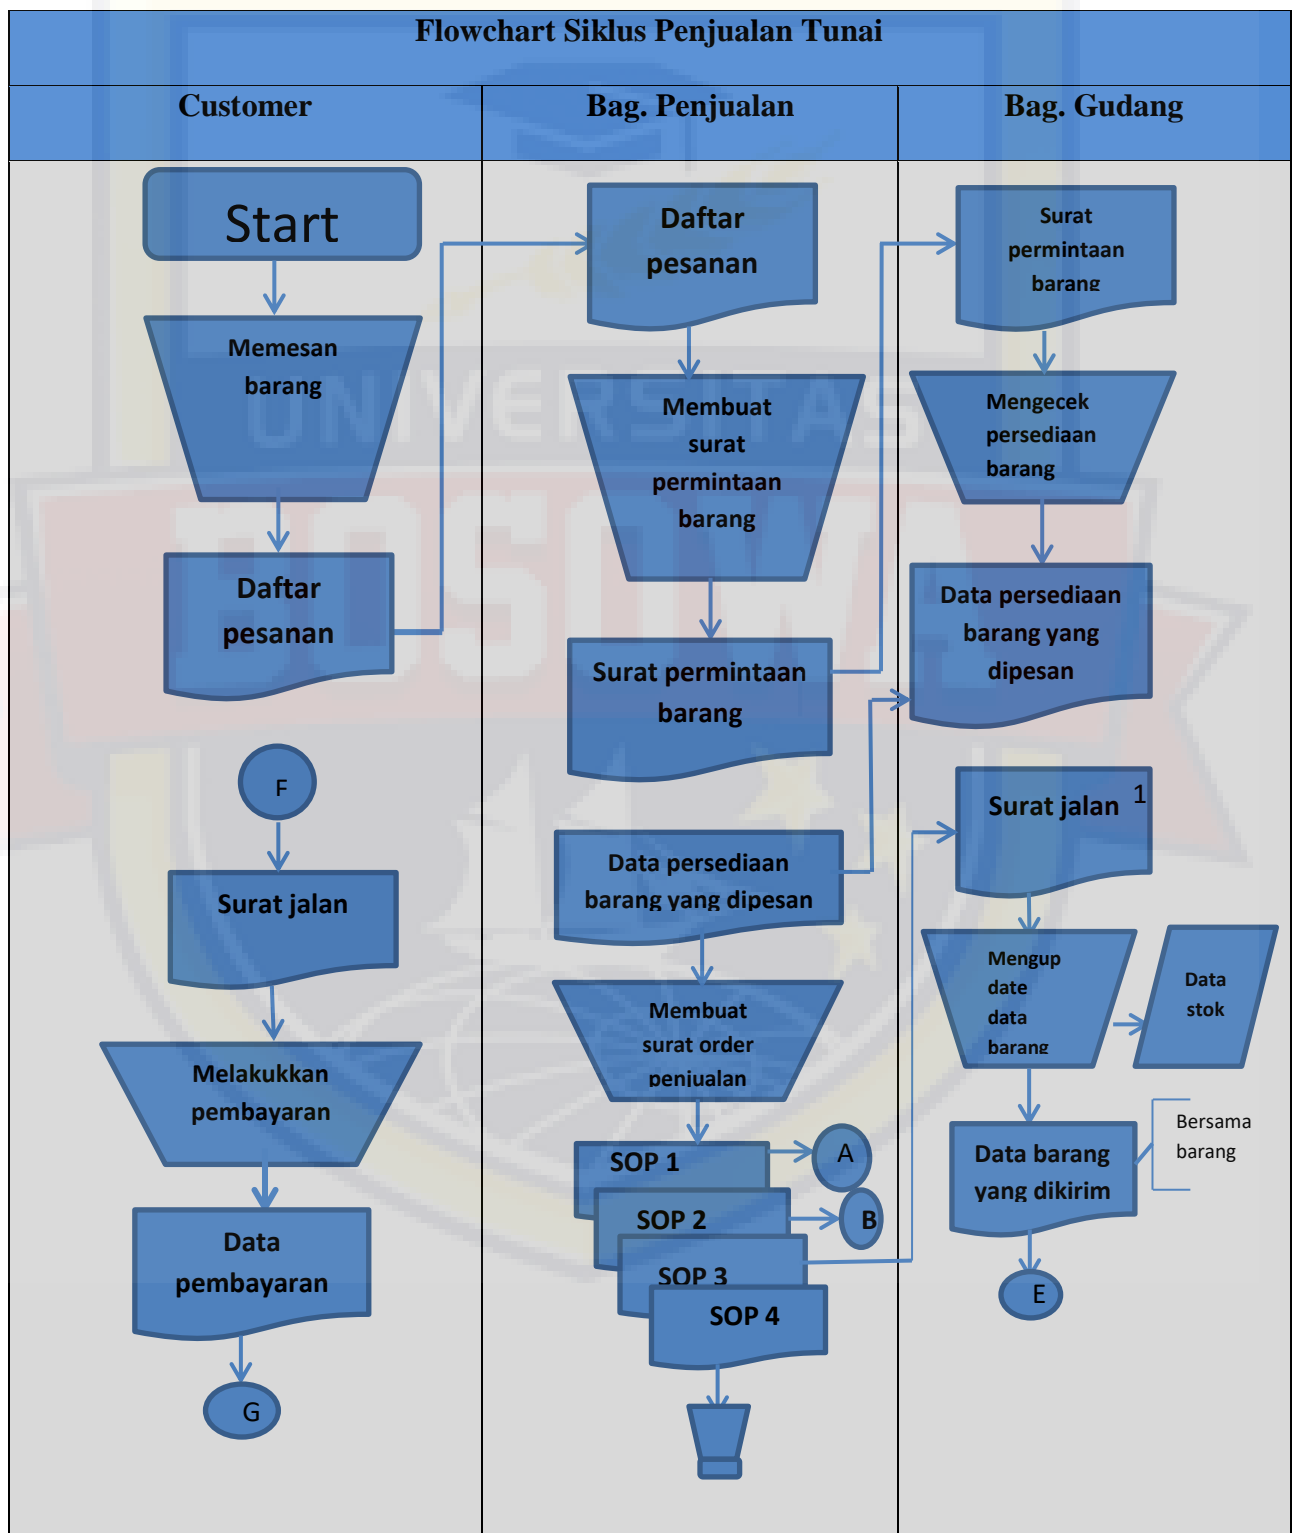 Flowchart Siklus Penjualan Tunai
Customer
Bag. Penjualan
Bag. Gudang
Start
Memesan
barang
Daftar
pesanan
F
Surat jalan
Melakukkan
pembayaran
Data
pembayaran
G
Daftar
pesanan
Membuat
surat
permintaan
barang
Surat permintaan
barang
Data persediaan
barang yang dipesan
Membuat
surat order
penjualan
SOP 1
A
SOP 2
B
SOP 3
SOP 4
Surat
permintaan
barang
Mengecek
persediaan
barang
Data persediaan
barang yang
dipesan
Surat jalan 1
Mengup
date
data
barang
Data
stok
Data barang
yang dikirim
Bersama
barang
E
UNIVERSITAS
BOSOWA